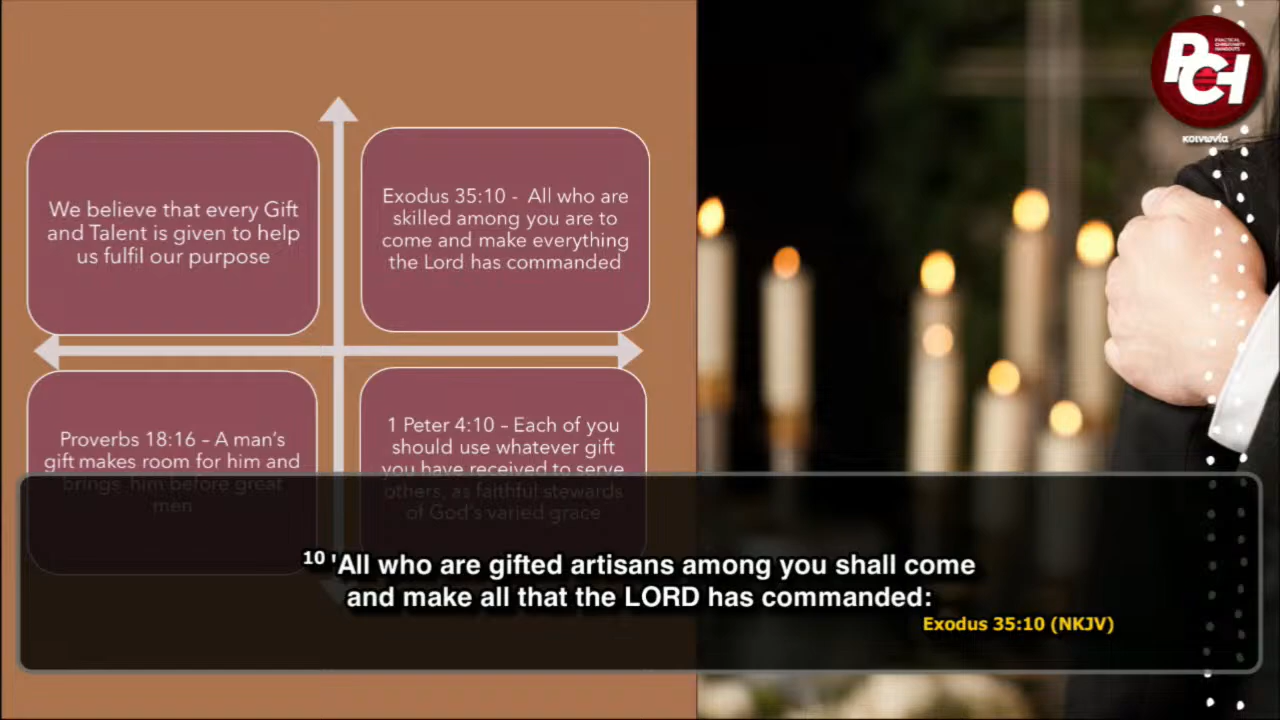 We believe that every Gift
and Talent is given to help
us fulfil our purpose
Exodus 35:10 - All who are
skilled among you are to
come and make everything
the Lord has commanded
Proverbs 18:16 – A man's
gift makes room for him and
brings him before great
men
1 Peter 4:10 – Each of you
should use whatever gift
you have received to serve
others, as faithful stewards
of God's varied grace
10 'All who are gifted artisans among you shall come
and make all that the LORD has commanded:
Exodus 35:10 (NKJV)
PCH
PRACTICAL
CHRISTIANITY
HANGOUTS
κοινωνία